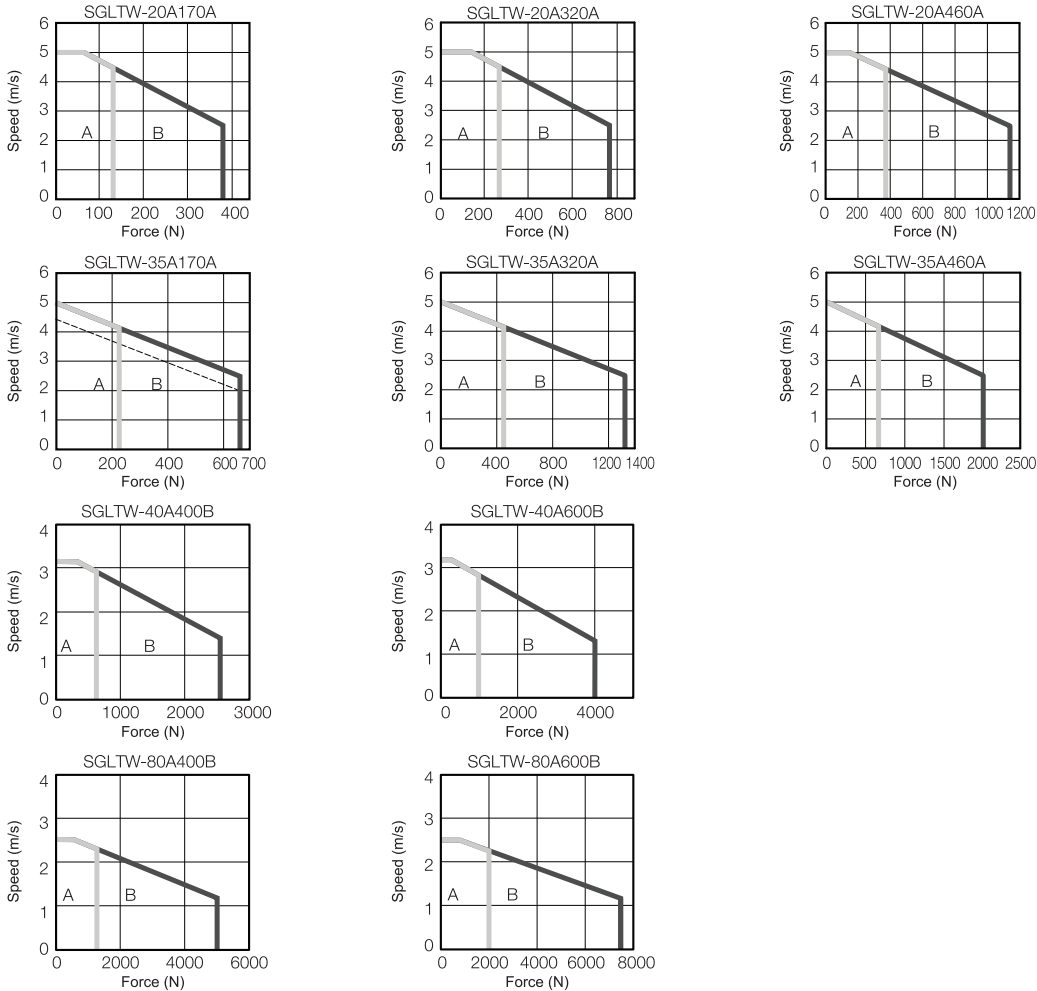 SGLTW-20A170A
6
5
4
3
2
1
0
Speed (m/s)
A
B
0 100 200 300 400
Force (N)
SGLTW-20A320A
6
5
4
3
2
1
0
Speed (m/s)
A
B
0 200 400 600 800
Force (N)
SGLTW-20A460A
6
5
4
3
2
1
0
Speed (m/s)
A
B
0 200 400 600 800 1000 1200
Force (N)
SGLTW-35A170A
6
5
4
3
2
1
0
Speed (m/s)
A
B
0 200 400 600 700
Force (N)
SGLTW-35A320A
6
5
4
3
2
1
0
Speed (m/s)
A
B
0 400 800 1200 1400
Force (N)
SGLTW-35A460A
6
5
4
3
2
1
0
Speed (m/s)
A
B
0 500 1000 1500 2000 2500
Force (N)
SGLTW-40A400B
4
3
2
1
0
Speed (m/s)
A
B
0 1000 2000 3000
Force (N)
SGLTW-40A600B
4
3
2
1
0
Speed (m/s)
A
B
0 2000 4000
Force (N)
SGLTW-80A400B
4
3
2
1
0
Speed (m/s)
A
B
0 2000 4000 6000
Force (N)
SGLTW-80A600B
4
3
2
1
0
Speed (m/s)
A
B
0 2000 4000 6000 8000
Force (N)